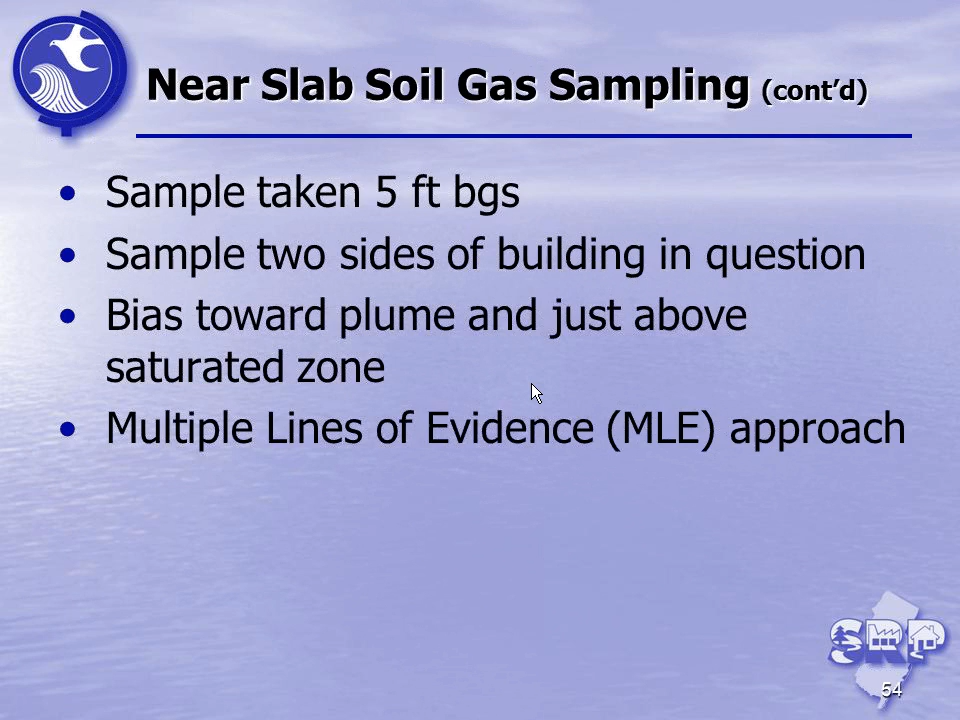 Near Slab Soil Gas Sampling (cont’d)
• Sample taken 5 ft bgs
• Sample two sides of building in question
• Bias toward plume and just above
saturated zone
• Multiple Lines of Evidence (MLE) approach
SRP
54